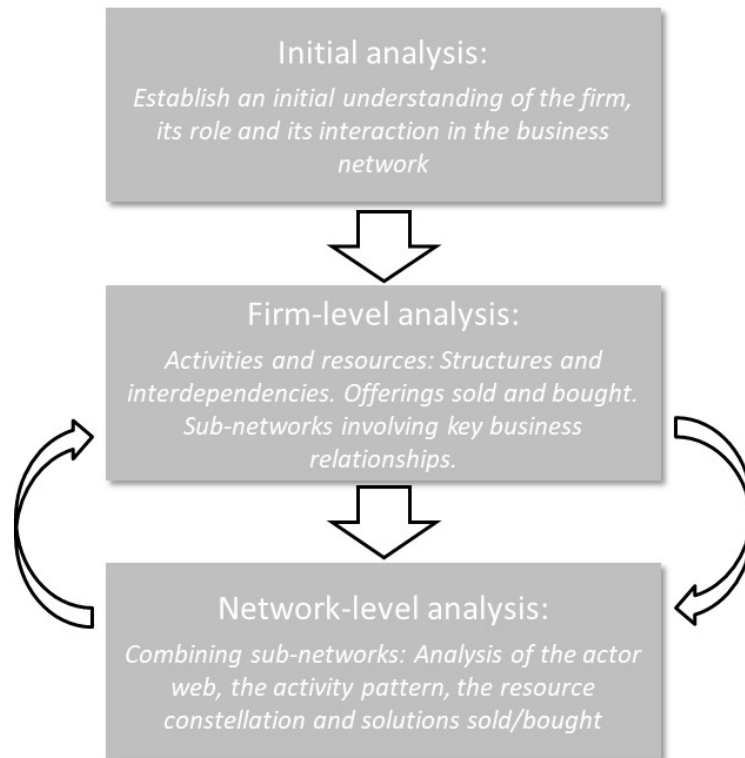 Initial analysis:
Establish an initial understanding of the firm,
its role and its interaction in the business
network
Firm-level analysis:
Activities and resources: Structures and
interdependencies. Offerings sold and bought.
Sub-networks involving key business
relationships.
Network-level analysis:
Combining sub-networks: Analysis of the actor
web, the activity pattern, the resource
constellation and solutions sold/bought